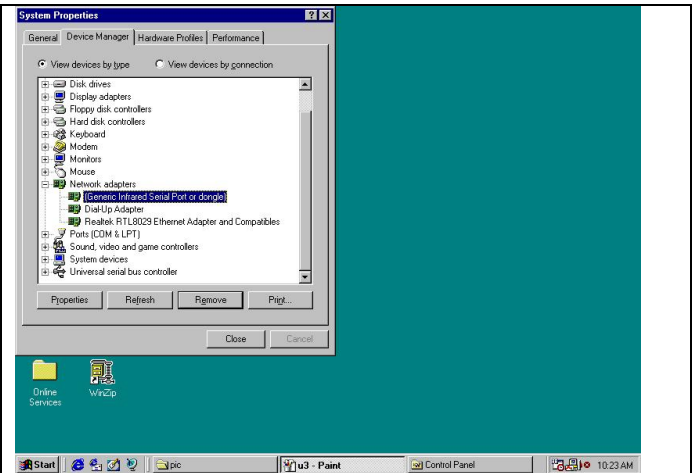 System Properties
General Device Manager Hardware Profiles Performance
View devices by type View devices by connection
Disk drives
Display adapters
Floppy disk controllers
Hard disk controllers
Keyboard
Modem
Monitors
Mouse
Network adapters
(Generic Infrared Serial Port or dongle)
Dial-Up Adapter
Realtek RTL8029 Ethernet Adapter and Compatibles
Ports (COM & LPT)
Sound, video and game controllers
System devices
Universal serial bus controller
Properties Refresh Remove Print...
Close Cancel
Online Services
WinZip
Start pic u3 - Paint Control Panel 10:23 AM